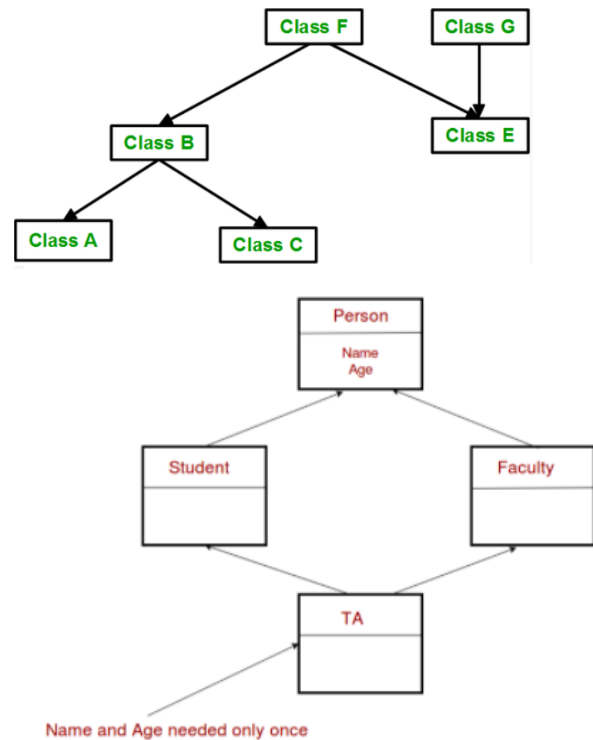 Class F
Class G
Class B
Class E
Class A
Class C
Person
Name
Age
Student
Faculty
TA
Name and Age needed only once